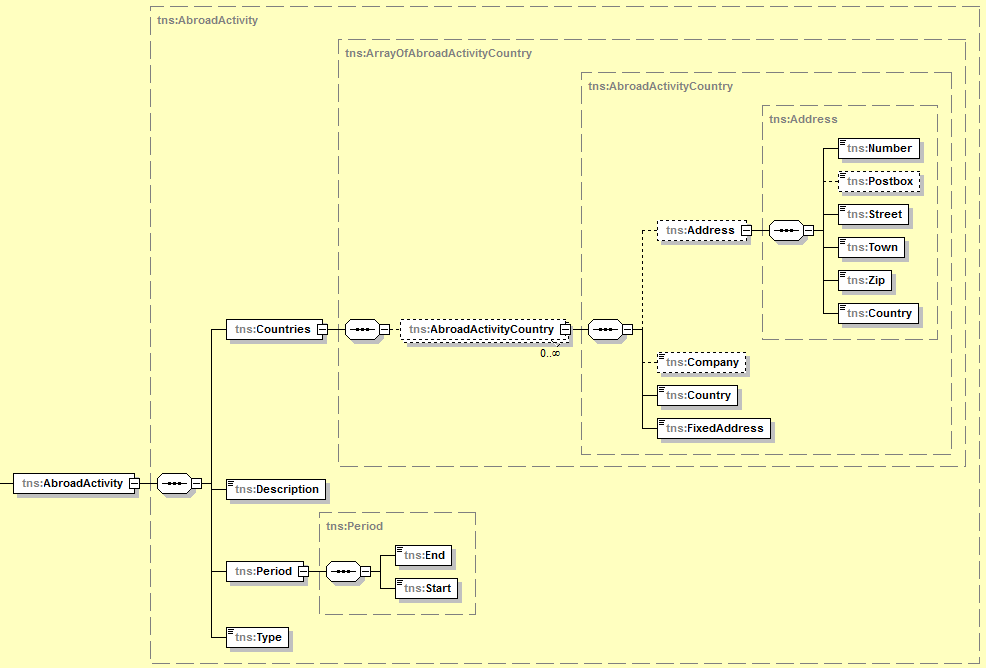 tns:AbroadActivity
tns:ArrayOfAbroadActivityCountry
tns:AbroadActivityCountry
tns:Address
tns:Number
tns:Postbox
tns:Street
tns:Address
tns:Town
tns:Zip
tns:Country
tns:Countries
tns:AbroadActivityCountry
0..∞
tns:Company
tns:Country
tns:FixedAddress
tns:AbroadActivity
tns:Description
tns:Period
tns:End
tns:Period
tns:Start
tns:Type